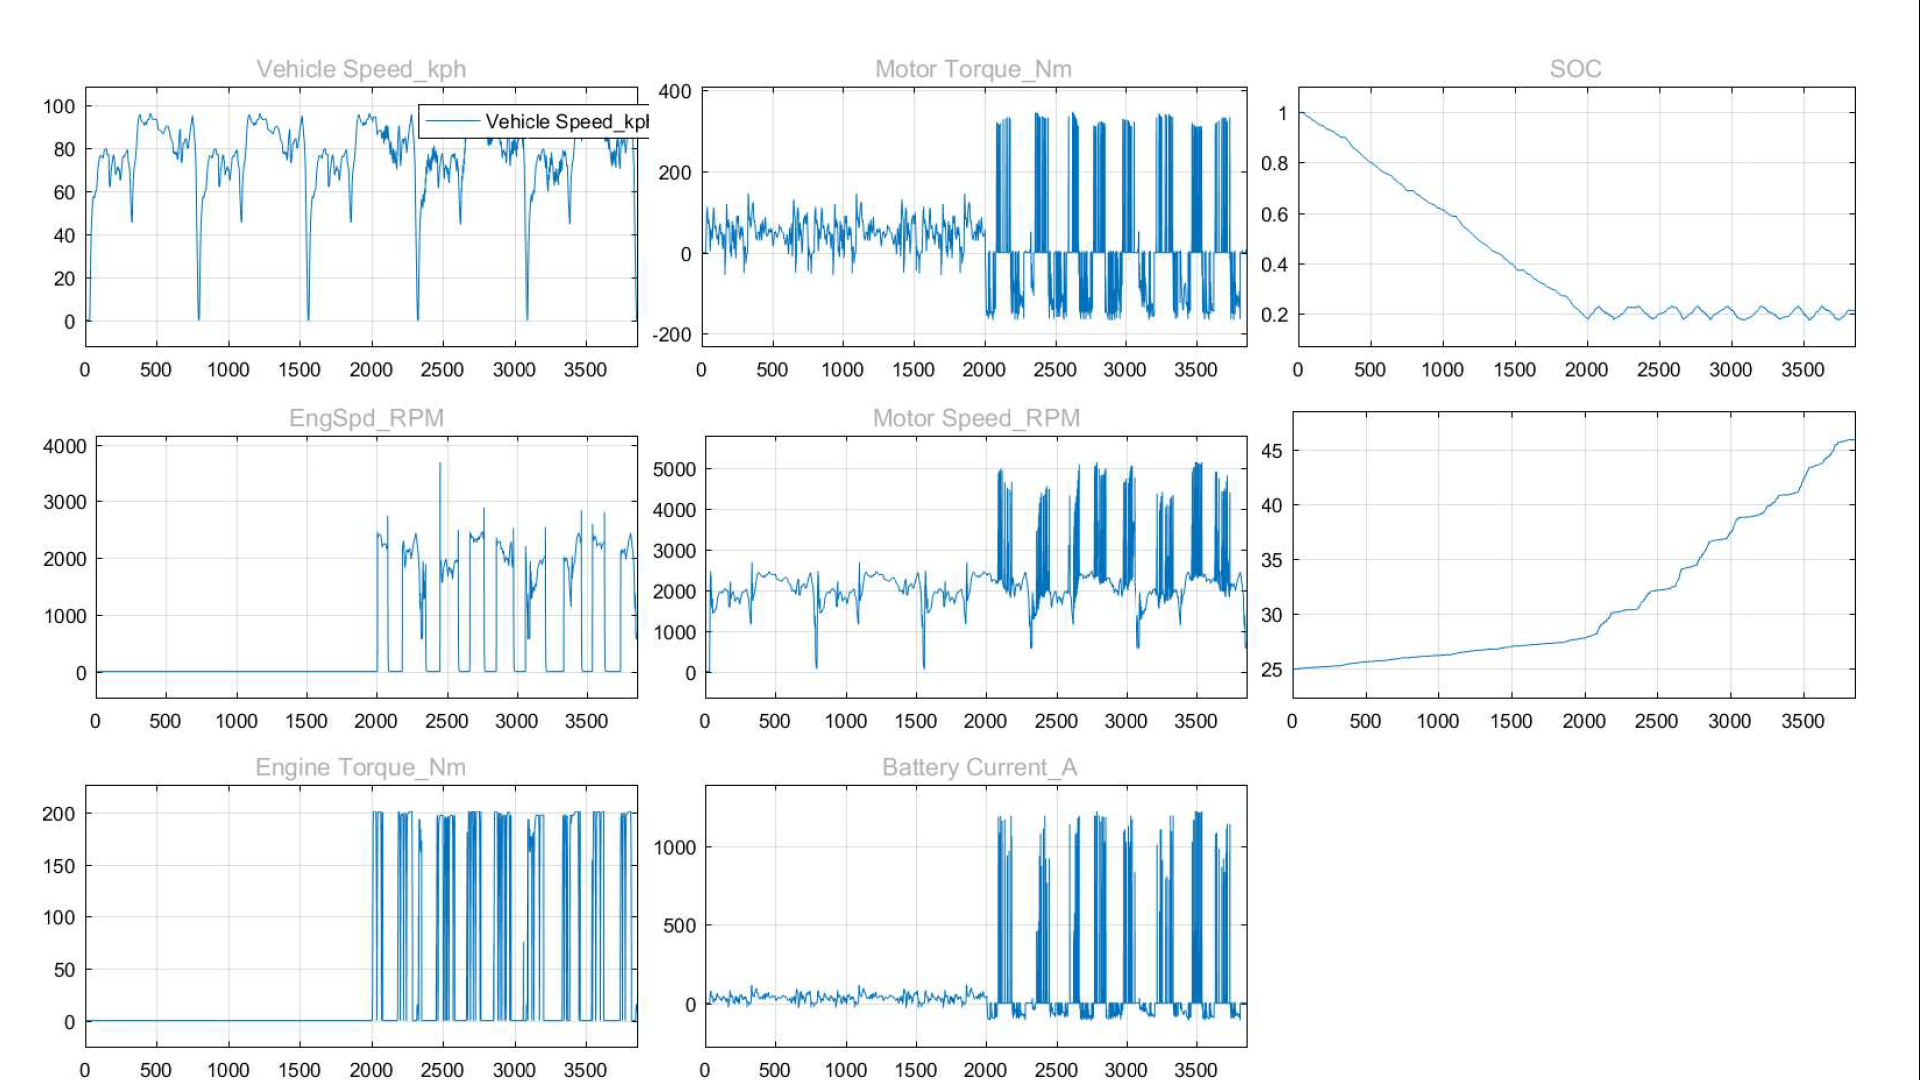 Vehicle Speed_kph
Motor Torque_Nm
SOC
100
80
60
40
20
0
Vehicle Speed_kph
0 500 1000 1500 2000 2500 3000 3500
400
200
0
-200
0 500 1000 1500 2000 2500 3000 3500
1
0.8
0.6
0.4
0.2
0 500 1000 1500 2000 2500 3000 3500
EngSpd_RPM
Motor Speed_RPM
4000
3000
2000
1000
0
0 500 1000 1500 2000 2500 3000 3500
5000
4000
3000
2000
1000
0
0 500 1000 1500 2000 2500 3000 3500
45
40
35
30
25
0 500 1000 1500 2000 2500 3000 3500
Engine Torque_Nm
Battery Current_A
200
150
100
50
0
0 500 1000 1500 2000 2500 3000 3500
1000
500
0
0 500 1000 1500 2000 2500 3000 3500